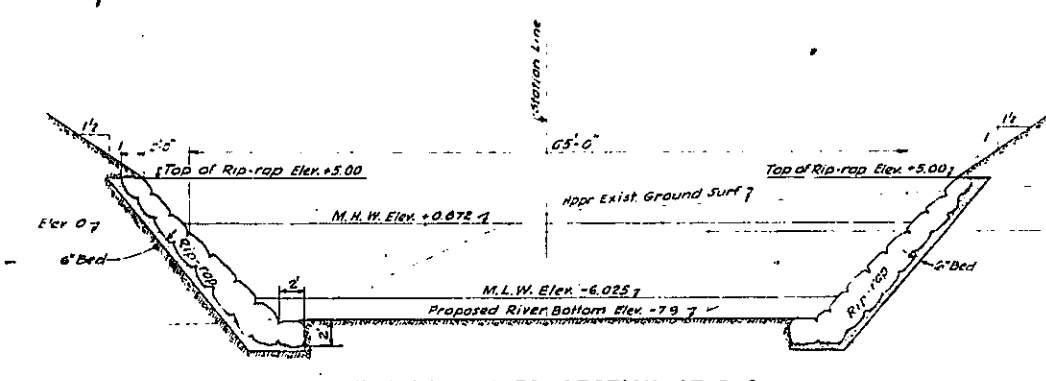 Station Line
1½
1
2'-0"
65'-0"
1½
1
Top of Rip-rap Elev. +5.00
Top of Rip-rap Elev. +5.00
Appr Exist. Ground Surf
M.H.W. Elev. +0.672
Elev 0
6" Bed
Rip-rap
2'
M.L.W. Elev. -6.025
Proposed River Bottom Elev. -7.9
2'
Rip-rap
6" Bed